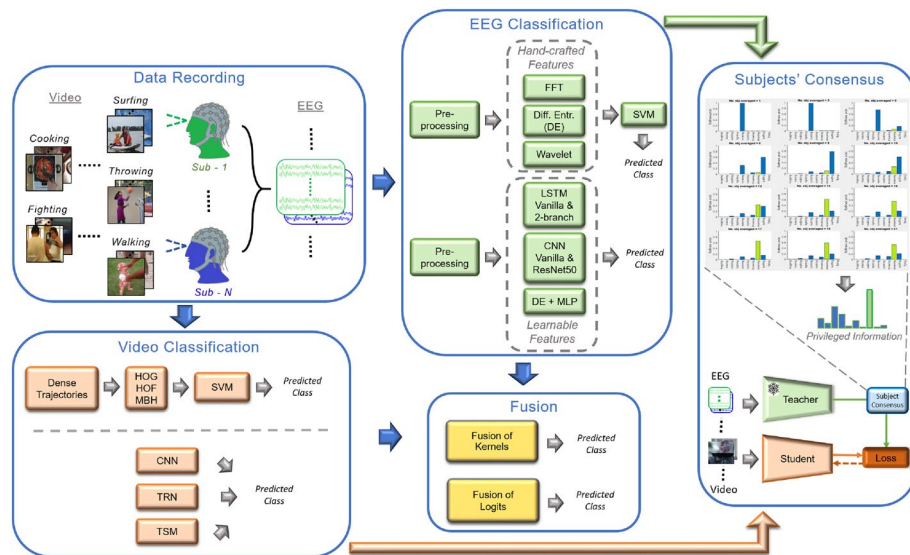 Data Recording
Video
Surfing
Cooking
Throwing
Fighting
Walking
Sub - 1
Sub - N
EEG
EEG Classification
Hand-crafted
Features
Pre-
processing
FFT
Diff. Entr.
(DE)
Wavelet
SVM
Predicted
Class
Pre-
processing
LSTM
Vanilla &
2-branch
CNN
Vanilla &
ResNet50
DE + MLP
Learnable
Features
Predicted
Class
Video Classification
Dense
Trajectories
HOG
HOF
MBH
SVM
Predicted
Class
CNN
TRN
TSM
Predicted
Class
Fusion
Fusion of
Kernels
Predicted
Class
Fusion of
Logits
Predicted
Class
Subjects' Consensus
Privileged Information
EEG
Teacher
Subject
Consensus
Student
Loss
Video